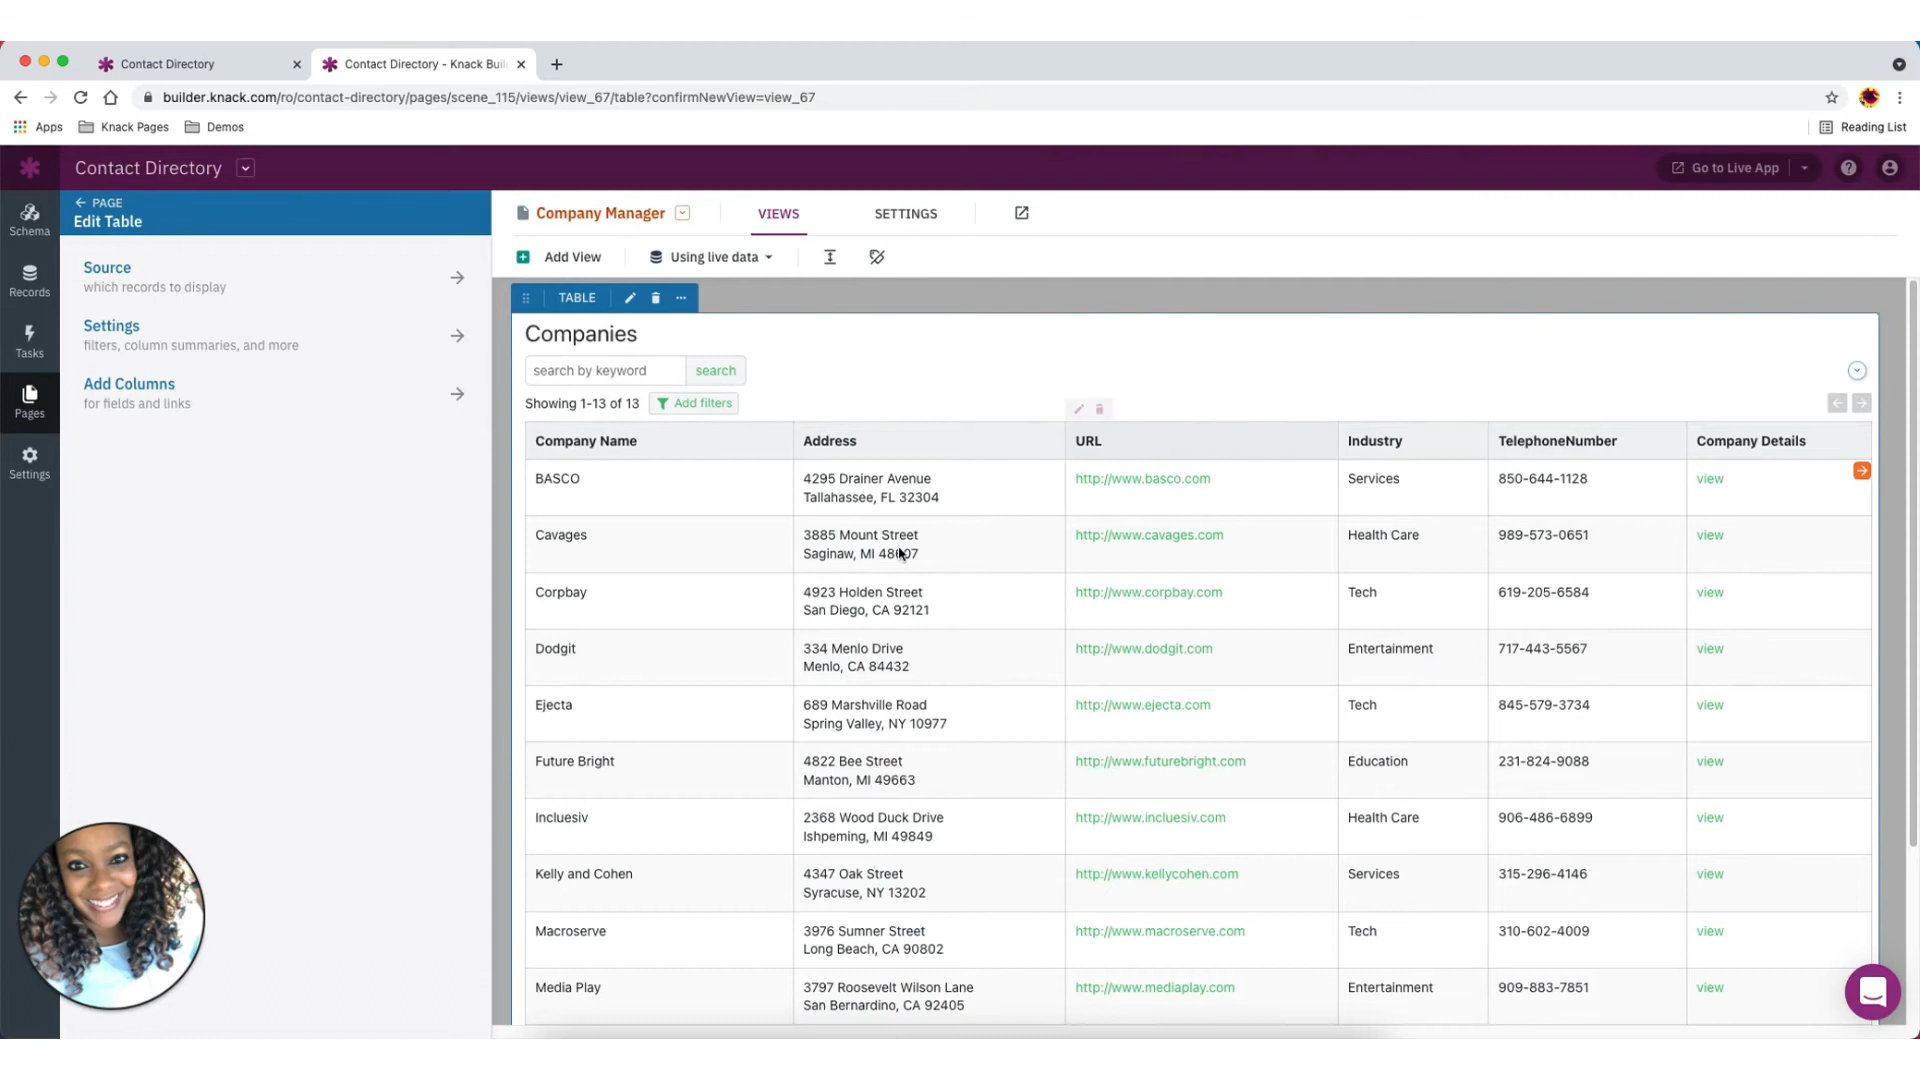 Contact Directory
Contact Directory - Knack Buil
builder.knack.com/ro/contact-directory/pages/scene_115/views/view_67/table?confirmNewView=view_67
Apps Knack Pages Demos Reading List
Contact Directory Go to Live App
PAGE
Edit Table
Schema
Records
Tasks
Pages
Settings
Source
which records to display
Settings
filters, column summaries, and more
Add Columns
for fields and links
Company Manager VIEWS SETTINGS
Add View Using live data
TABLE
Companies
search by keyword search
Showing 1-13 of 13 Add filters
Company Name Address URL Industry TelephoneNumber Company Details
BASCO 4295 Drainer Avenue http://www.basco.com Services 850-644-1128 view
Tallahassee, FL 32304
Cavages 3885 Mount Street http://www.cavages.com Health Care 989-573-0651 view
Saginaw, MI 48607
Corpbay 4923 Holden Street http://www.corpbay.com Tech 619-205-6584 view
San Diego, CA 92121
Dodgit 334 Menlo Drive http://www.dodgit.com Entertainment 717-443-5567 view
Menlo, CA 84432
Ejecta 689 Marshville Road http://www.ejecta.com Tech 845-579-3734 view
Spring Valley, NY 10977
Future Bright 4822 Bee Street http://www.futurebright.com Education 231-824-9088 view
Manton, MI 49663
Incluesiv 2368 Wood Duck Drive http://www.incluesiv.com Health Care 906-486-6899 view
Ishpeming, MI 49849
Kelly and Cohen 4347 Oak Street http://www.kellycohen.com Services 315-296-4146 view
Syracuse, NY 13202
Macroserve 3976 Sumner Street http://www.macroserve.com Tech 310-602-4009 view
Long Beach, CA 90802
Media Play 3797 Roosevelt Wilson Lane http://www.mediaplay.com Entertainment 909-883-7851 view
San Bernardino, CA 92405